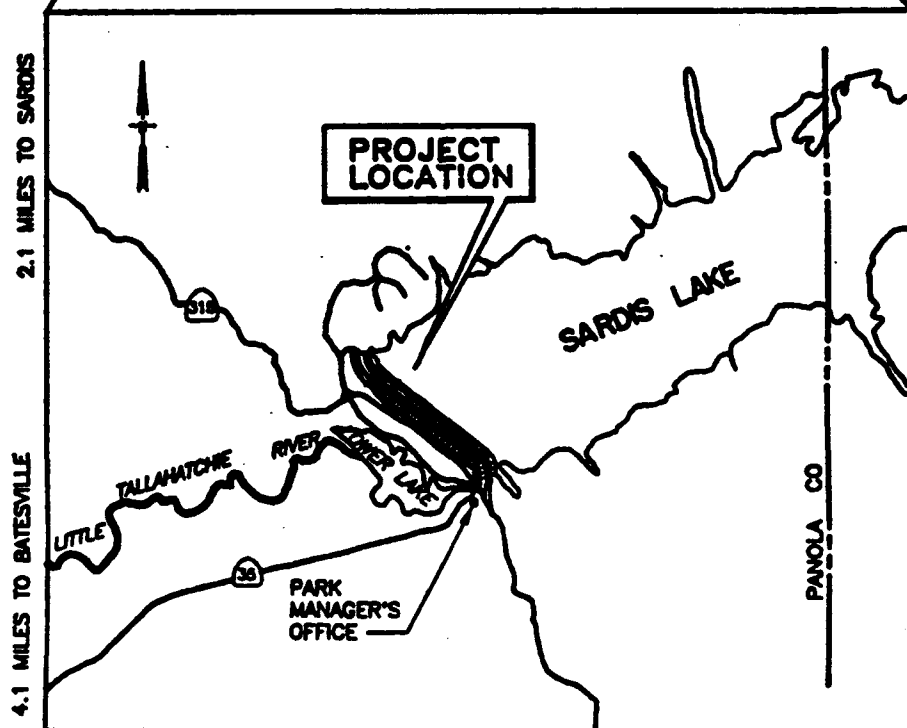 2.1 MILES TO SARDIS
PROJECT
LOCATION
SARDIS LAKE
315
LITTLE TALLAHATCHIE RIVER
LOWER LAKE
4.1 MILES TO BATESVILLE
36
PARK
MANAGER'S
OFFICE
PANOLA CO